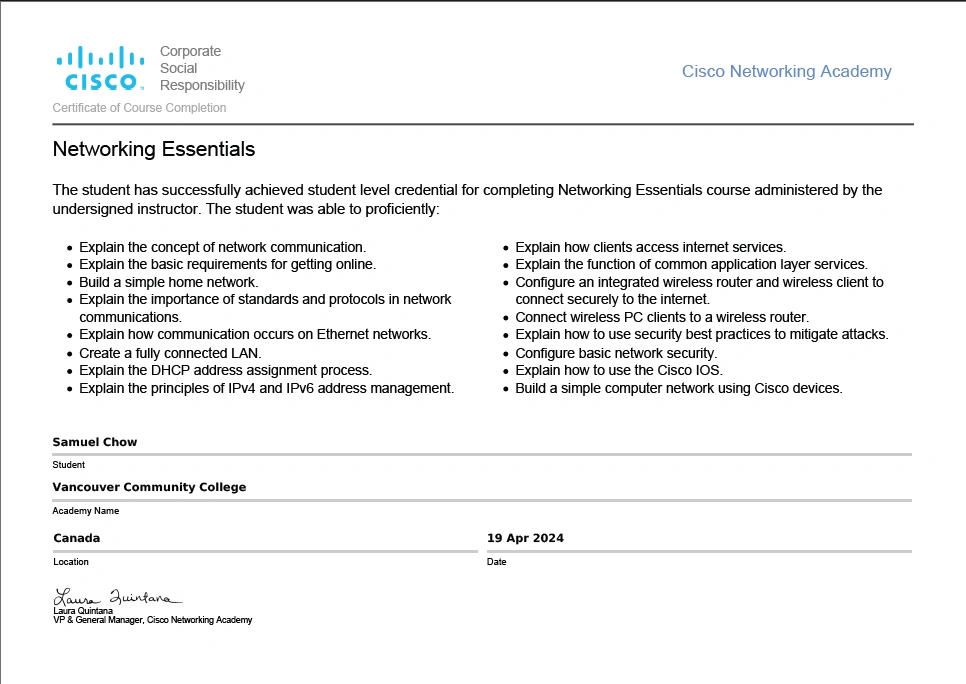 Corporate
Social
Responsibility
CISCO
Cisco Networking Academy
Certificate of Course Completion
Networking Essentials
The student has successfully achieved student level credential for completing Networking Essentials course administered by the
undersigned instructor. The student was able to proficiently:
• Explain the concept of network communication.
• Explain the basic requirements for getting online.
• Build a simple home network.
• Explain the importance of standards and protocols in network
communications.
• Explain how communication occurs on Ethernet networks.
• Create a fully connected LAN.
• Explain the DHCP address assignment process.
• Explain the principles of IPv4 and IPv6 address management.
• Explain how clients access internet services.
• Explain the function of common application layer services.
• Configure an integrated wireless router and wireless client to
connect securely to the internet.
• Connect wireless PC clients to a wireless router.
• Explain how to use security best practices to mitigate attacks.
• Configure basic network security.
• Explain how to use the Cisco IOS.
• Build a simple computer network using Cisco devices.
Samuel Chow
Student
Vancouver Community College
Academy Name
Canada
Location
19 Apr 2024
Date
Laura Quintana
Laura Quintana
VP & General Manager, Cisco Networking Academy